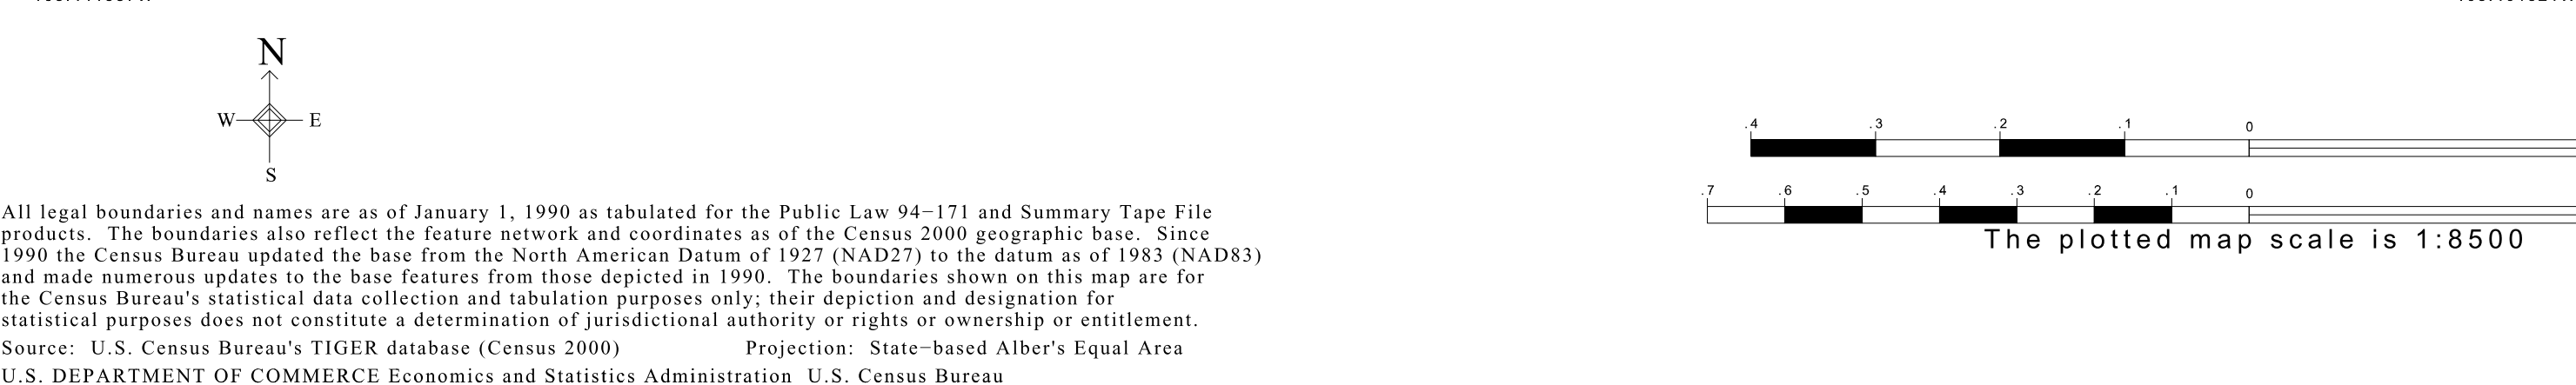 N
W E
S
.4 .3 .2 .1 0
.7 .6 .5 .4 .3 .2 .1 0
The plotted map scale is 1:8500
All legal boundaries and names are as of January 1, 1990 as tabulated for the Public Law 94−171 and Summary Tape File
products. The boundaries also reflect the feature network and coordinates as of the Census 2000 geographic base. Since
1990 the Census Bureau updated the base from the North American Datum of 1927 (NAD27) to the datum as of 1983 (NAD83)
and made numerous updates to the base features from those depicted in 1990. The boundaries shown on this map are for
the Census Bureau's statistical data collection and tabulation purposes only; their depiction and designation for
statistical purposes does not constitute a determination of jurisdictional authority or rights or ownership or entitlement.
Source: U.S. Census Bureau's TIGER database (Census 2000) Projection: State−based Alber's Equal Area
U.S. DEPARTMENT OF COMMERCE Economics and Statistics Administration U.S. Census Bureau